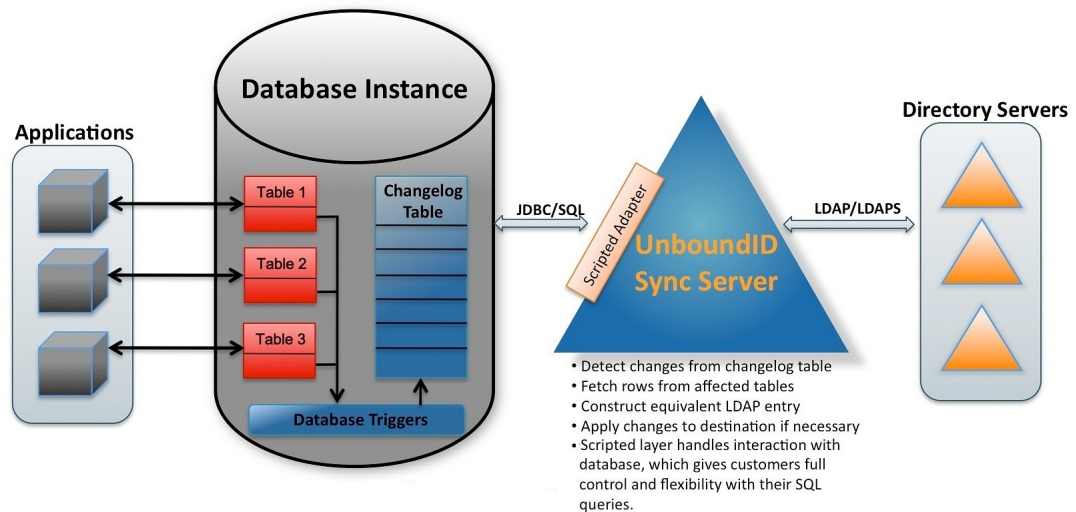 Applications
Database Instance
Table 1
Table 2
Table 3
Changelog
Table
Database Triggers
JDBC/SQL
Scripted Adapter
UnboundID
Sync Server
LDAP/LDAPS
Directory Servers
• Detect changes from changelog table
• Fetch rows from affected tables
• Construct equivalent LDAP entry
• Apply changes to destination if necessary
• Scripted layer handles interaction with
database, which gives customers full
control and flexibility with their SQL
queries.